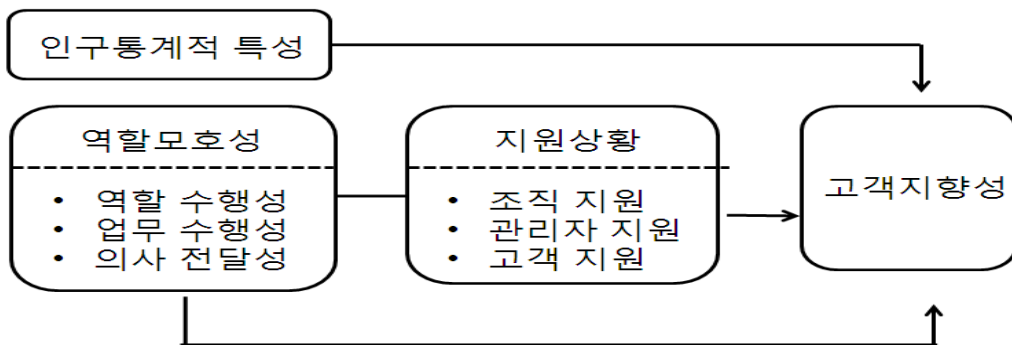 인구통계적 특성
역할모호성
• 역할 수행성
• 업무 수행성
• 의사 전달성
지원상황
• 조직 지원
• 관리자 지원
• 고객 지원
고객지향성